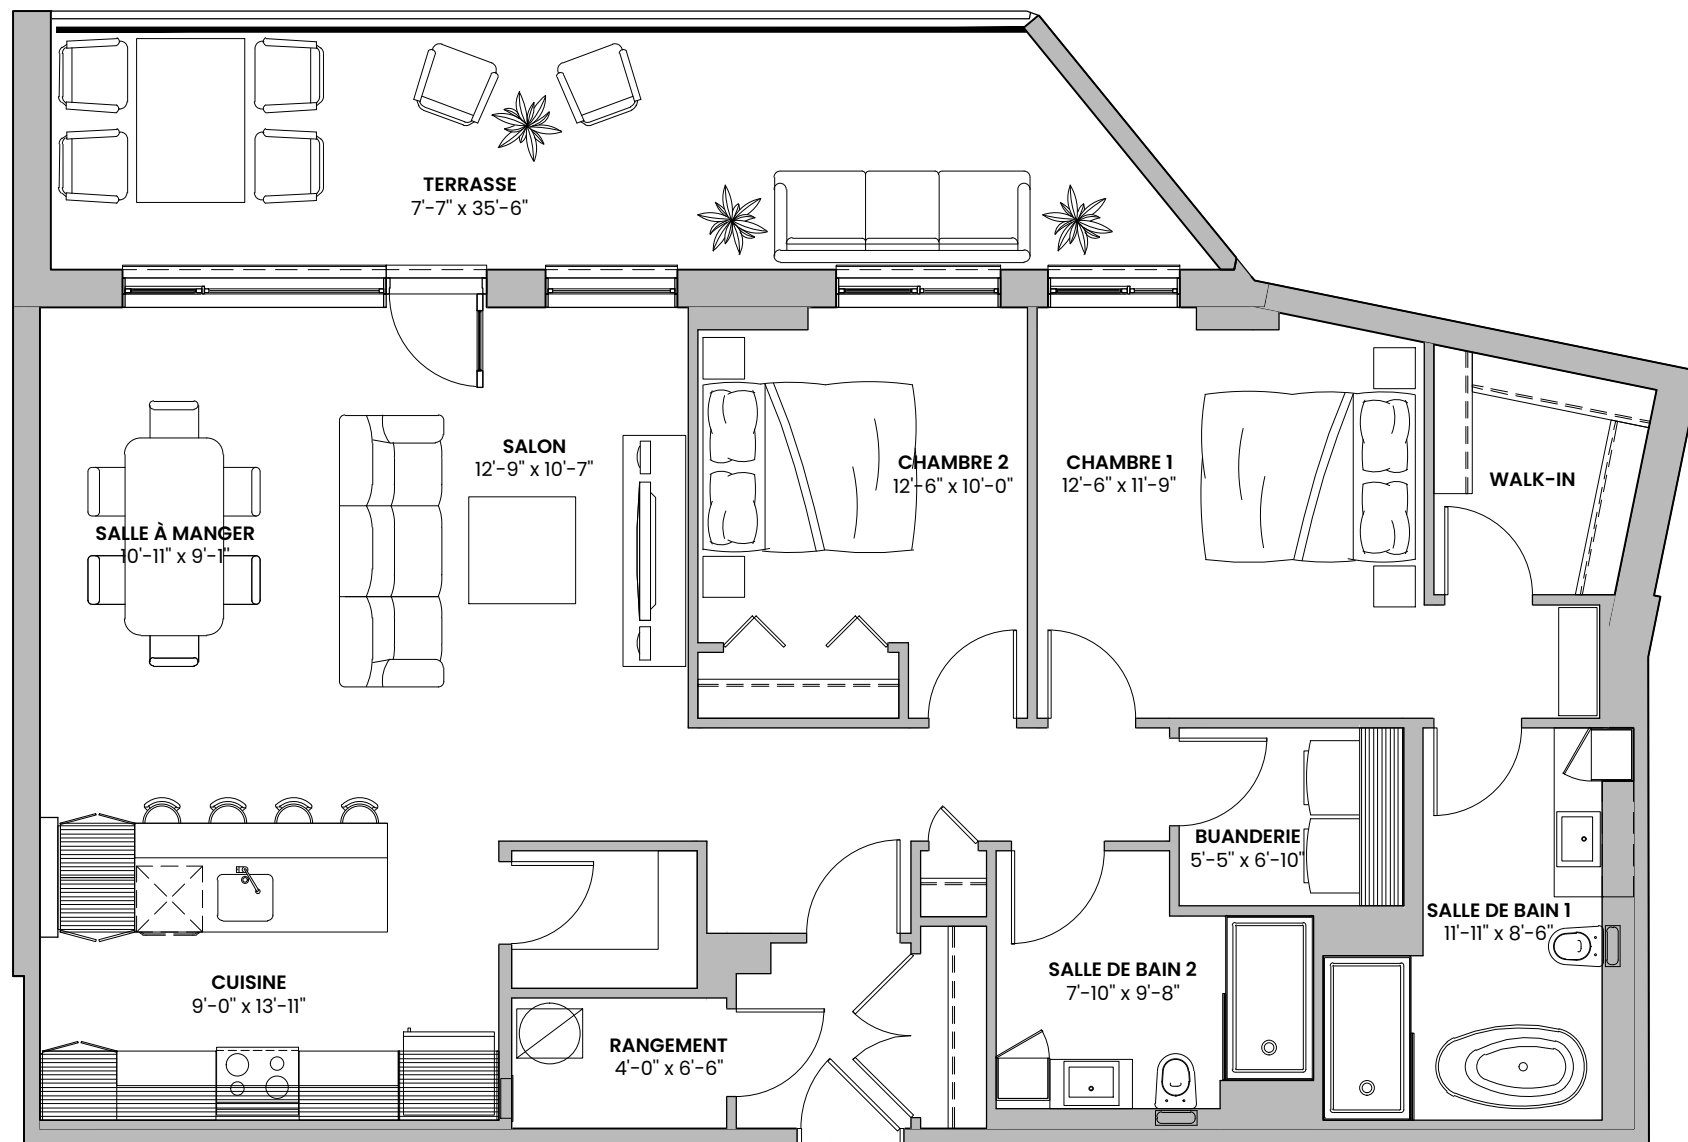 TERRASSE
7'-7" x 35'-6"
SALON
12'-9" x 10'-7"
CHAMBRE 2
12'-6" x 10'-0"
CHAMBRE 1
12'-6" x 11'-9"
WALK-IN
SALLE À MANGER
10'-11" x 9'-1"
BUANDERIE
5'-5" x 6'-10"
SALLE DE BAIN 1
11'-11" x 8'-6"
SALLE DE BAIN 2
7'-10" x 9'-8"
CUISINE
9'-0" x 13'-11"
RANGEMENT
4'-0" x 6'-6"